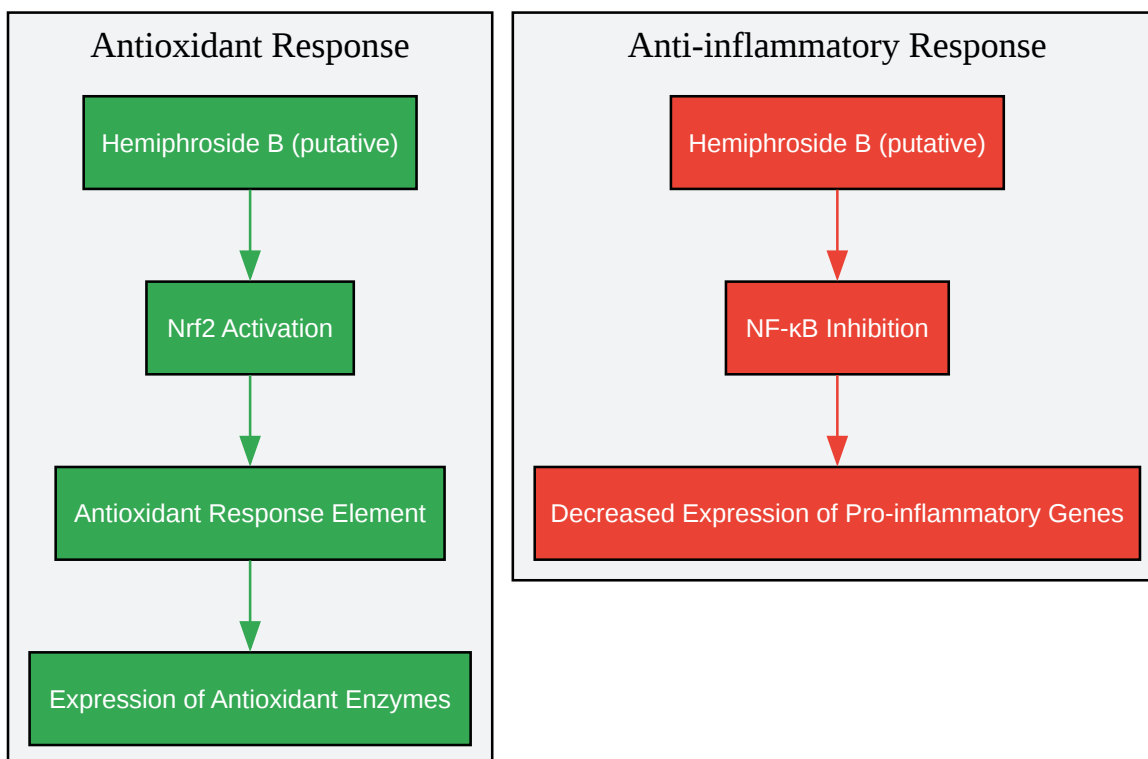 Antioxidant Response
Hemiphroside B (putative)
Nrf2 Activation
Antioxidant Response Element
Expression of Antioxidant Enzymes
Anti-inflammatory Response
Hemiphroside B (putative)
NF-κB Inhibition
Decreased Expression of Pro-inflammatory Genes